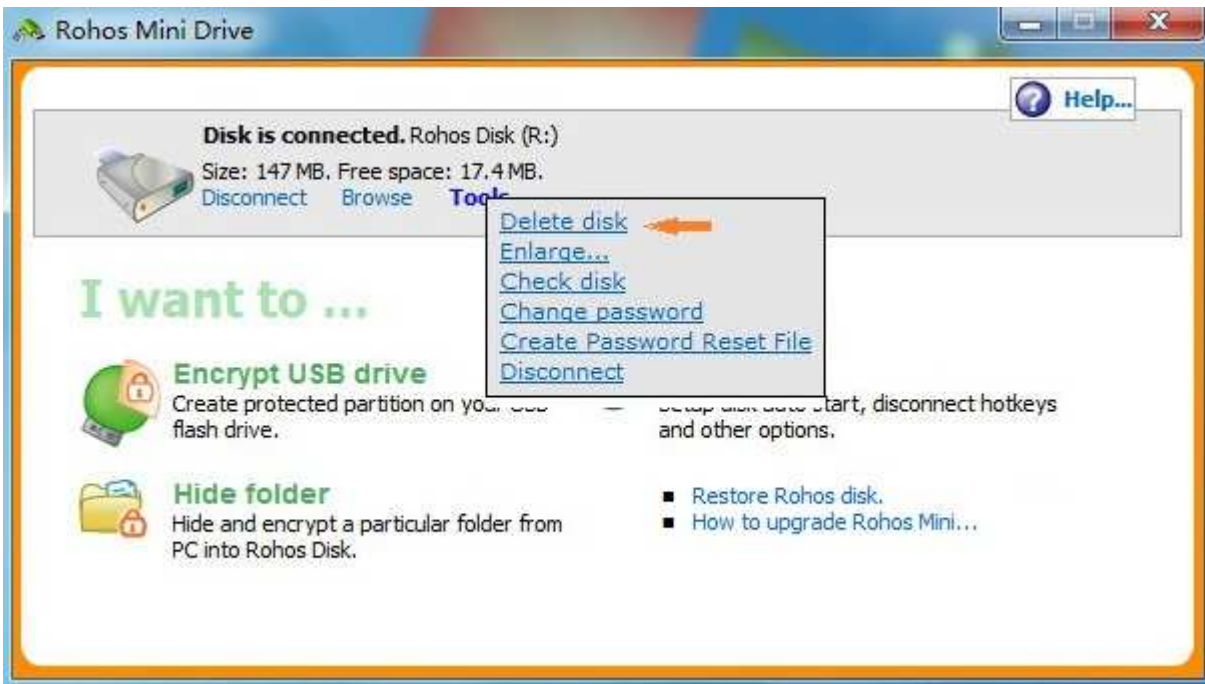 Rohos Mini Drive
Help...
Disk is connected. Rohos Disk (R:)
Size: 147 MB. Free space: 17.4 MB.
Disconnect Browse Tools
Delete disk
Enlarge...
Check disk
Change password
Create Password Reset File
Disconnect
I want to ...
Encrypt USB drive
Create protected partition on your USB
flash drive.
start, disconnect hotkeys
and other options.
Hide folder
Hide and encrypt a particular folder from
PC into Rohos Disk.
Restore Rohos disk.
How to upgrade Rohos Mini...